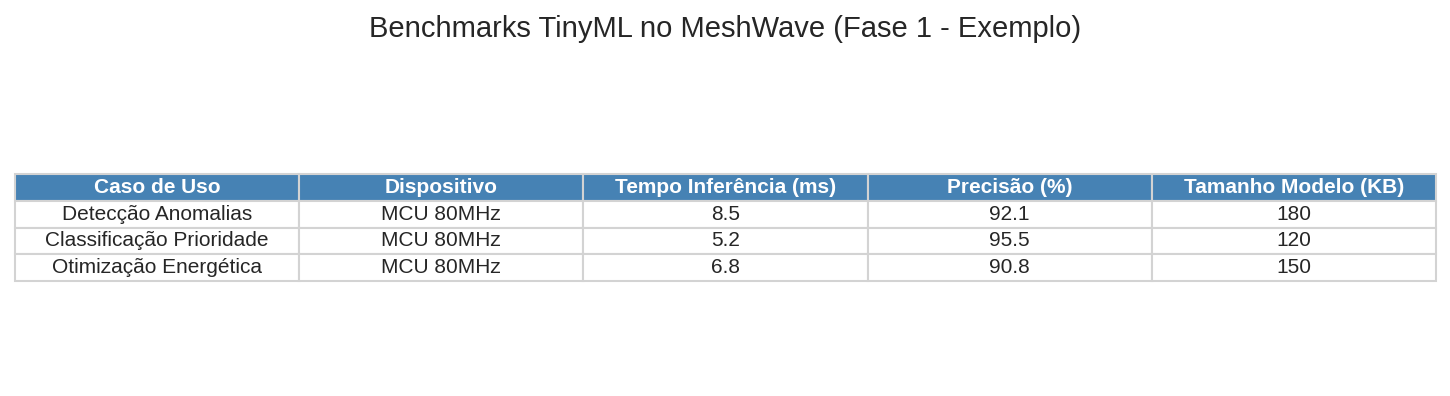 Benchmarks TinyML no MeshWave (Fase 1 - Exemplo)
Caso de Uso Dispositivo Tempo Inferência (ms) Precisão (%) Tamanho Modelo (KB)
Detecção Anomalias MCU 80MHz 8.5 92.1 180
Classificação Prioridade MCU 80MHz 5.2 95.5 120
Otimização Energética MCU 80MHz 6.8 90.8 150